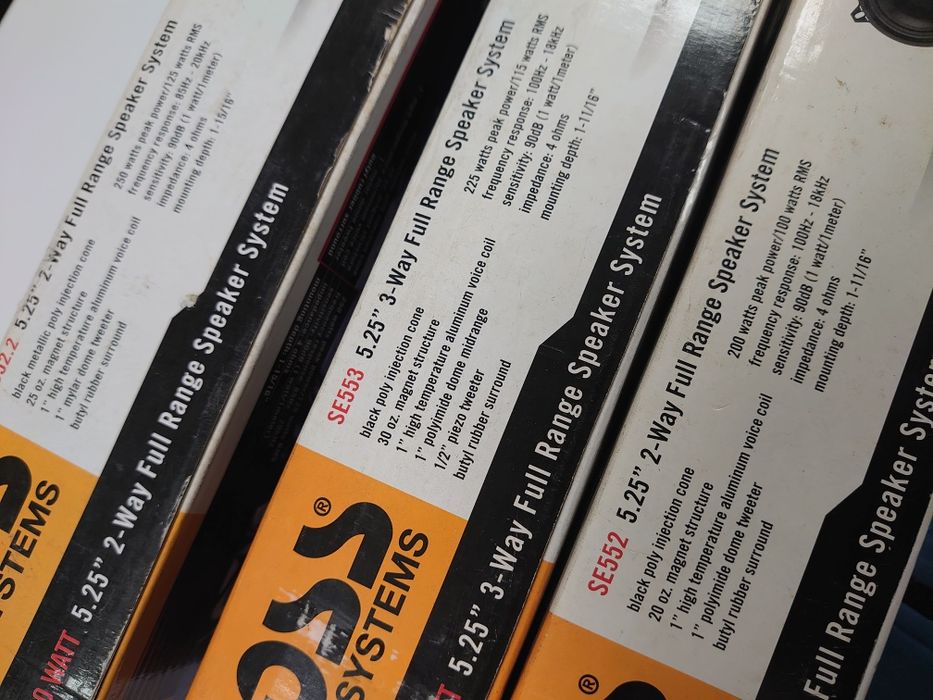 52.2 5.25" 2-Way Full Range Speaker System
black metallic poly injection cone
25 oz. magnet structure
1" high temperature aluminum voice coil
1" mylar dome tweeter
butyl rubber surround
250 watts peak power/125 watts RMS
frequency response: 85Hz - 20kHz
sensitivity: 90dB (1 watt/1meter)
impedance: 4 ohms
mounting depth: 1-15/16"
YSTEMS
0 WATT 5.25" 2-Way Full Range Speaker System
SE553 5.25" 3-Way Full Range Speaker System
black poly injection cone
30 oz. magnet structure
1" high temperature aluminum voice coil
1" polyimide dome midrange
1/2" piezo tweeter
butyl rubber surround
225 watts peak power/115 watts RMS
frequency response: 100Hz - 18kHz
sensitivity: 90dB (1 watt/1meter)
impedance: 4 ohms
mounting depth: 1-11/16"
OSS®
SYSTEMS
TT 5.25" 3-Way Full Range Speaker System
SE552 5.25" 2-Way Full Range Speaker System
black poly injection cone
20 oz. magnet structure
1" high temperature aluminum voice coil
1" polyimide dome tweeter
butyl rubber surround
200 watts peak power/100 watts RMS
frequency response: 100Hz - 18kHz
sensitivity: 90dB (1 watt/1meter)
impedance: 4 ohms
mounting depth: 1-11/16"
®
Full Range Speaker System